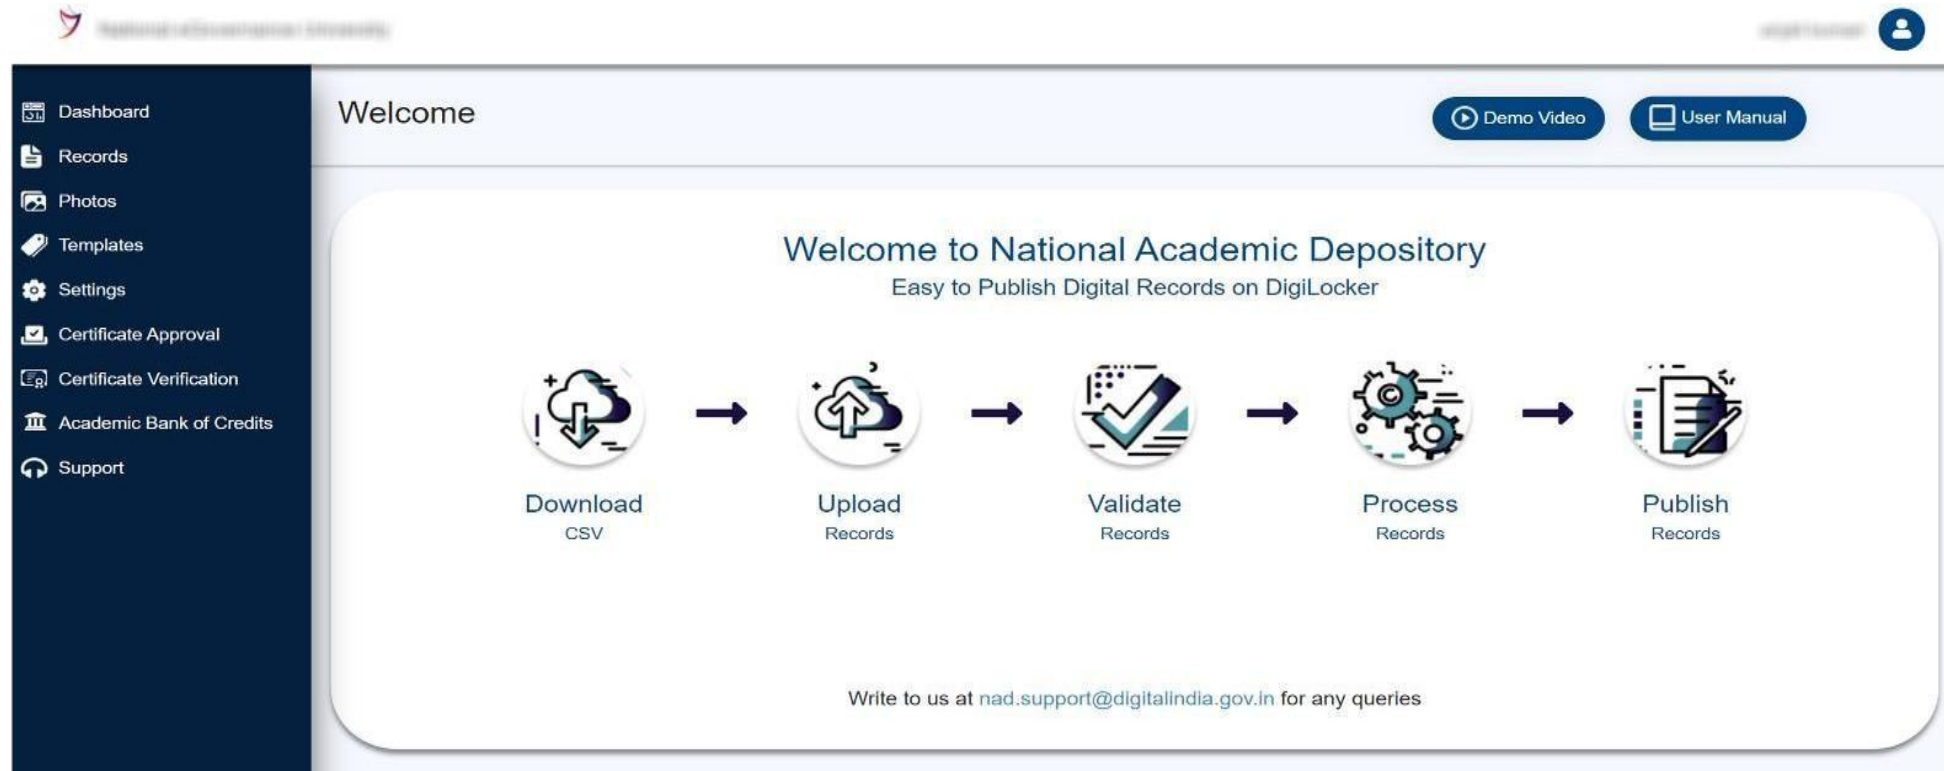 Dashboard
Records
Photos
Templates
Settings
Certificate Approval
Certificate Verification
Academic Bank of Credits
Support
Welcome
Demo Video
User Manual
Welcome to National Academic Depository
Easy to Publish Digital Records on DigiLocker
Download
CSV
Upload
Records
Validate
Records
Process
Records
Publish
Records
Write to us at nad.support@digitalindia.gov.in for any queries